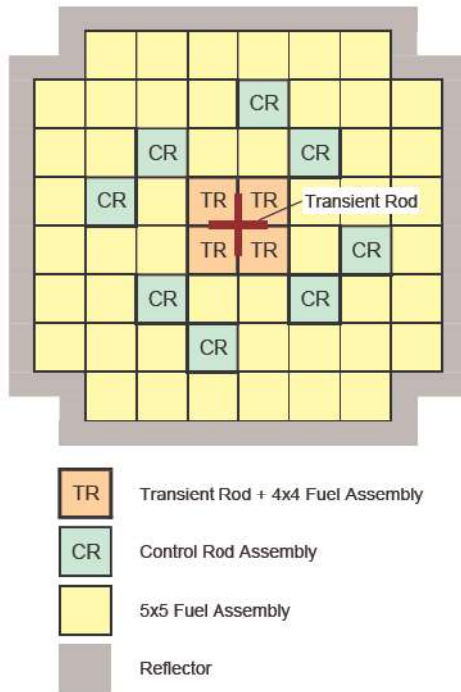 CR
CR CR
CR TR TR Transient Rod
TR TR CR
CR CR
CR
TR Transient Rod + 4x4 Fuel Assembly
CR Control Rod Assembly
5x5 Fuel Assembly
Reflector